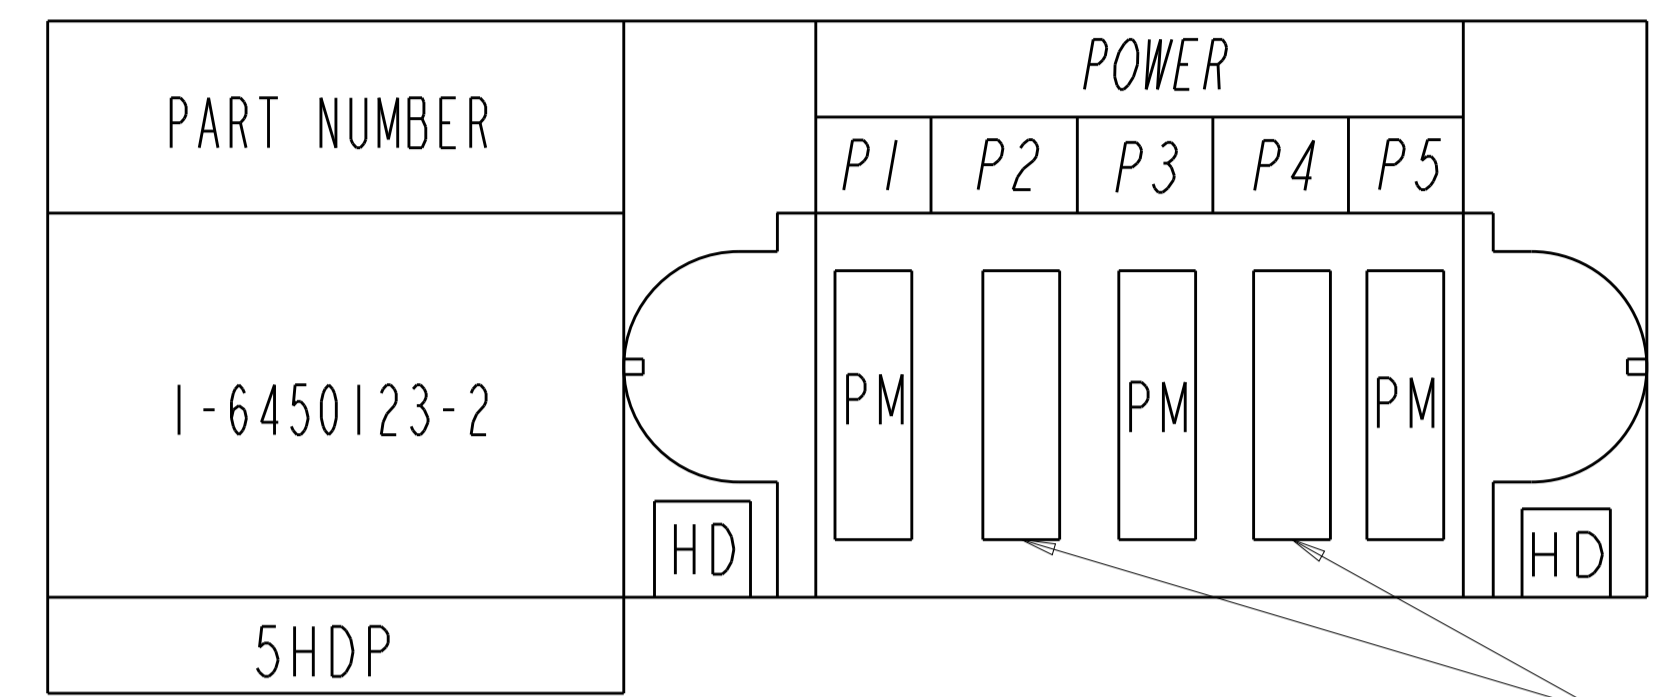 POWER
PART NUMBER
P1 P2 P3 P4 P5
1-6450123-2
PM PM PM
HD HD
5HDP